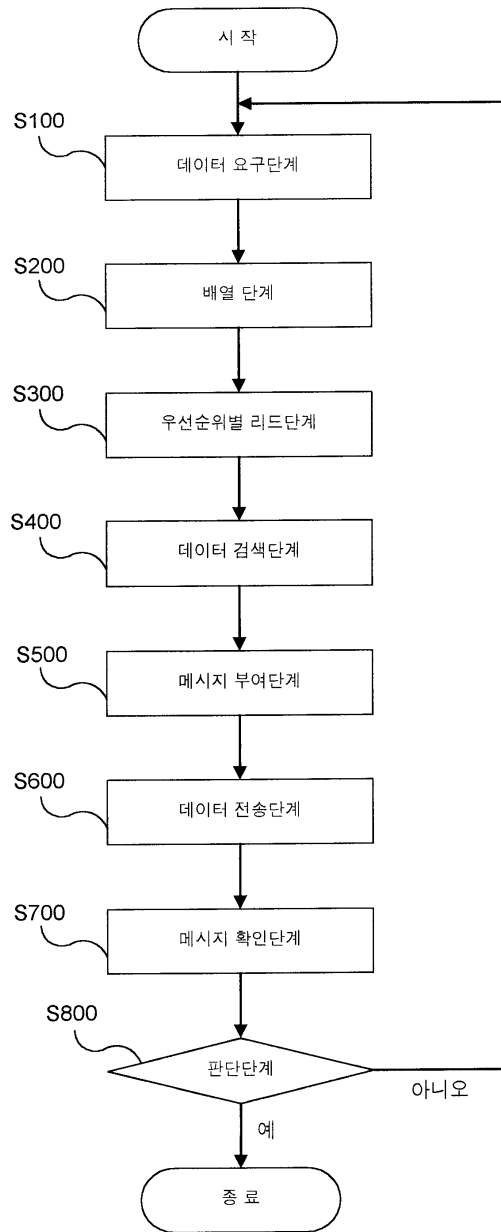 시 작
S100
데이터 요구단계
S200
배열 단계
S300
우선순위별 리드단계
S400
데이터 검색단계
S500
메시지 부여단계
S600
데이터 전송단계
S700
메시지 확인단계
S800
판단단계
아니오
예
종 료